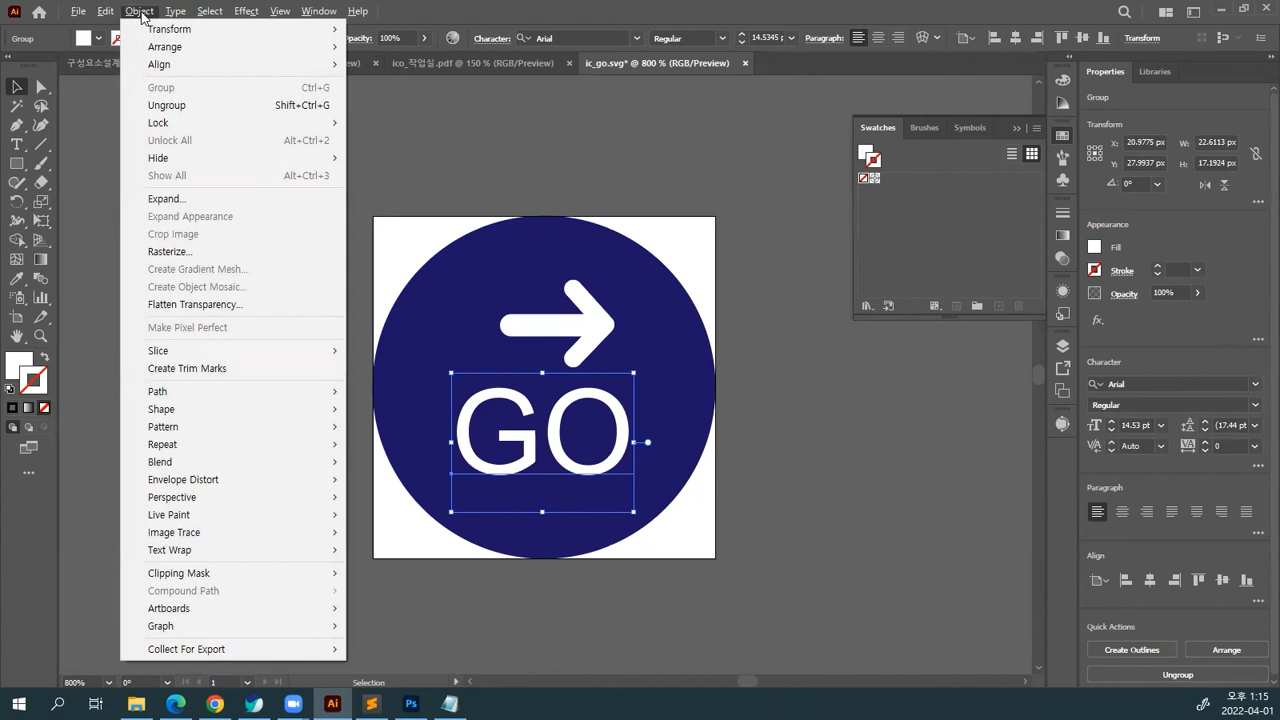 Ai File Edit Object Type Select Effect View Window Help
Group Opacity: 100% Character: Arial Regular 14.5345 Paragraph: Transform
ico_작업실.pdf @ 150 % (RGB/Preview) × ic_go.svg* @ 800 % (RGB/Preview) ×
Transform
Arrange
Align
Group Ctrl+G
Ungroup Shift+Ctrl+G
Lock
Unlock All Alt+Ctrl+2
Hide
Show All Alt+Ctrl+3
Expand...
Expand Appearance
Crop Image
Rasterize...
Create Gradient Mesh...
Create Object Mosaic...
Flatten Transparency...
Make Pixel Perfect
Slice
Create Trim Marks
Path
Shape
Pattern
Repeat
Blend
Envelope Distort
Perspective
Live Paint
Image Trace
Text Wrap
Clipping Mask
Compound Path
Artboards
Graph
Collect For Export
GO
Swatches Brushes Symbols
Properties Libraries
Group
Transform
X: 20.9775 px W: 22.6113 px
Y: 27.9937 px H: 17.1924 px
0°
Appearance
Fill
Stroke
Opacity 100%
fx.
Character
Arial
Regular
14.53 pt (17.44 pt)
Auto 0
Paragraph
Align
Quick Actions
Create Outlines Arrange
Ungroup
800% 0° 1 Selection
Ai Ps
오후 1:15
2022-04-01